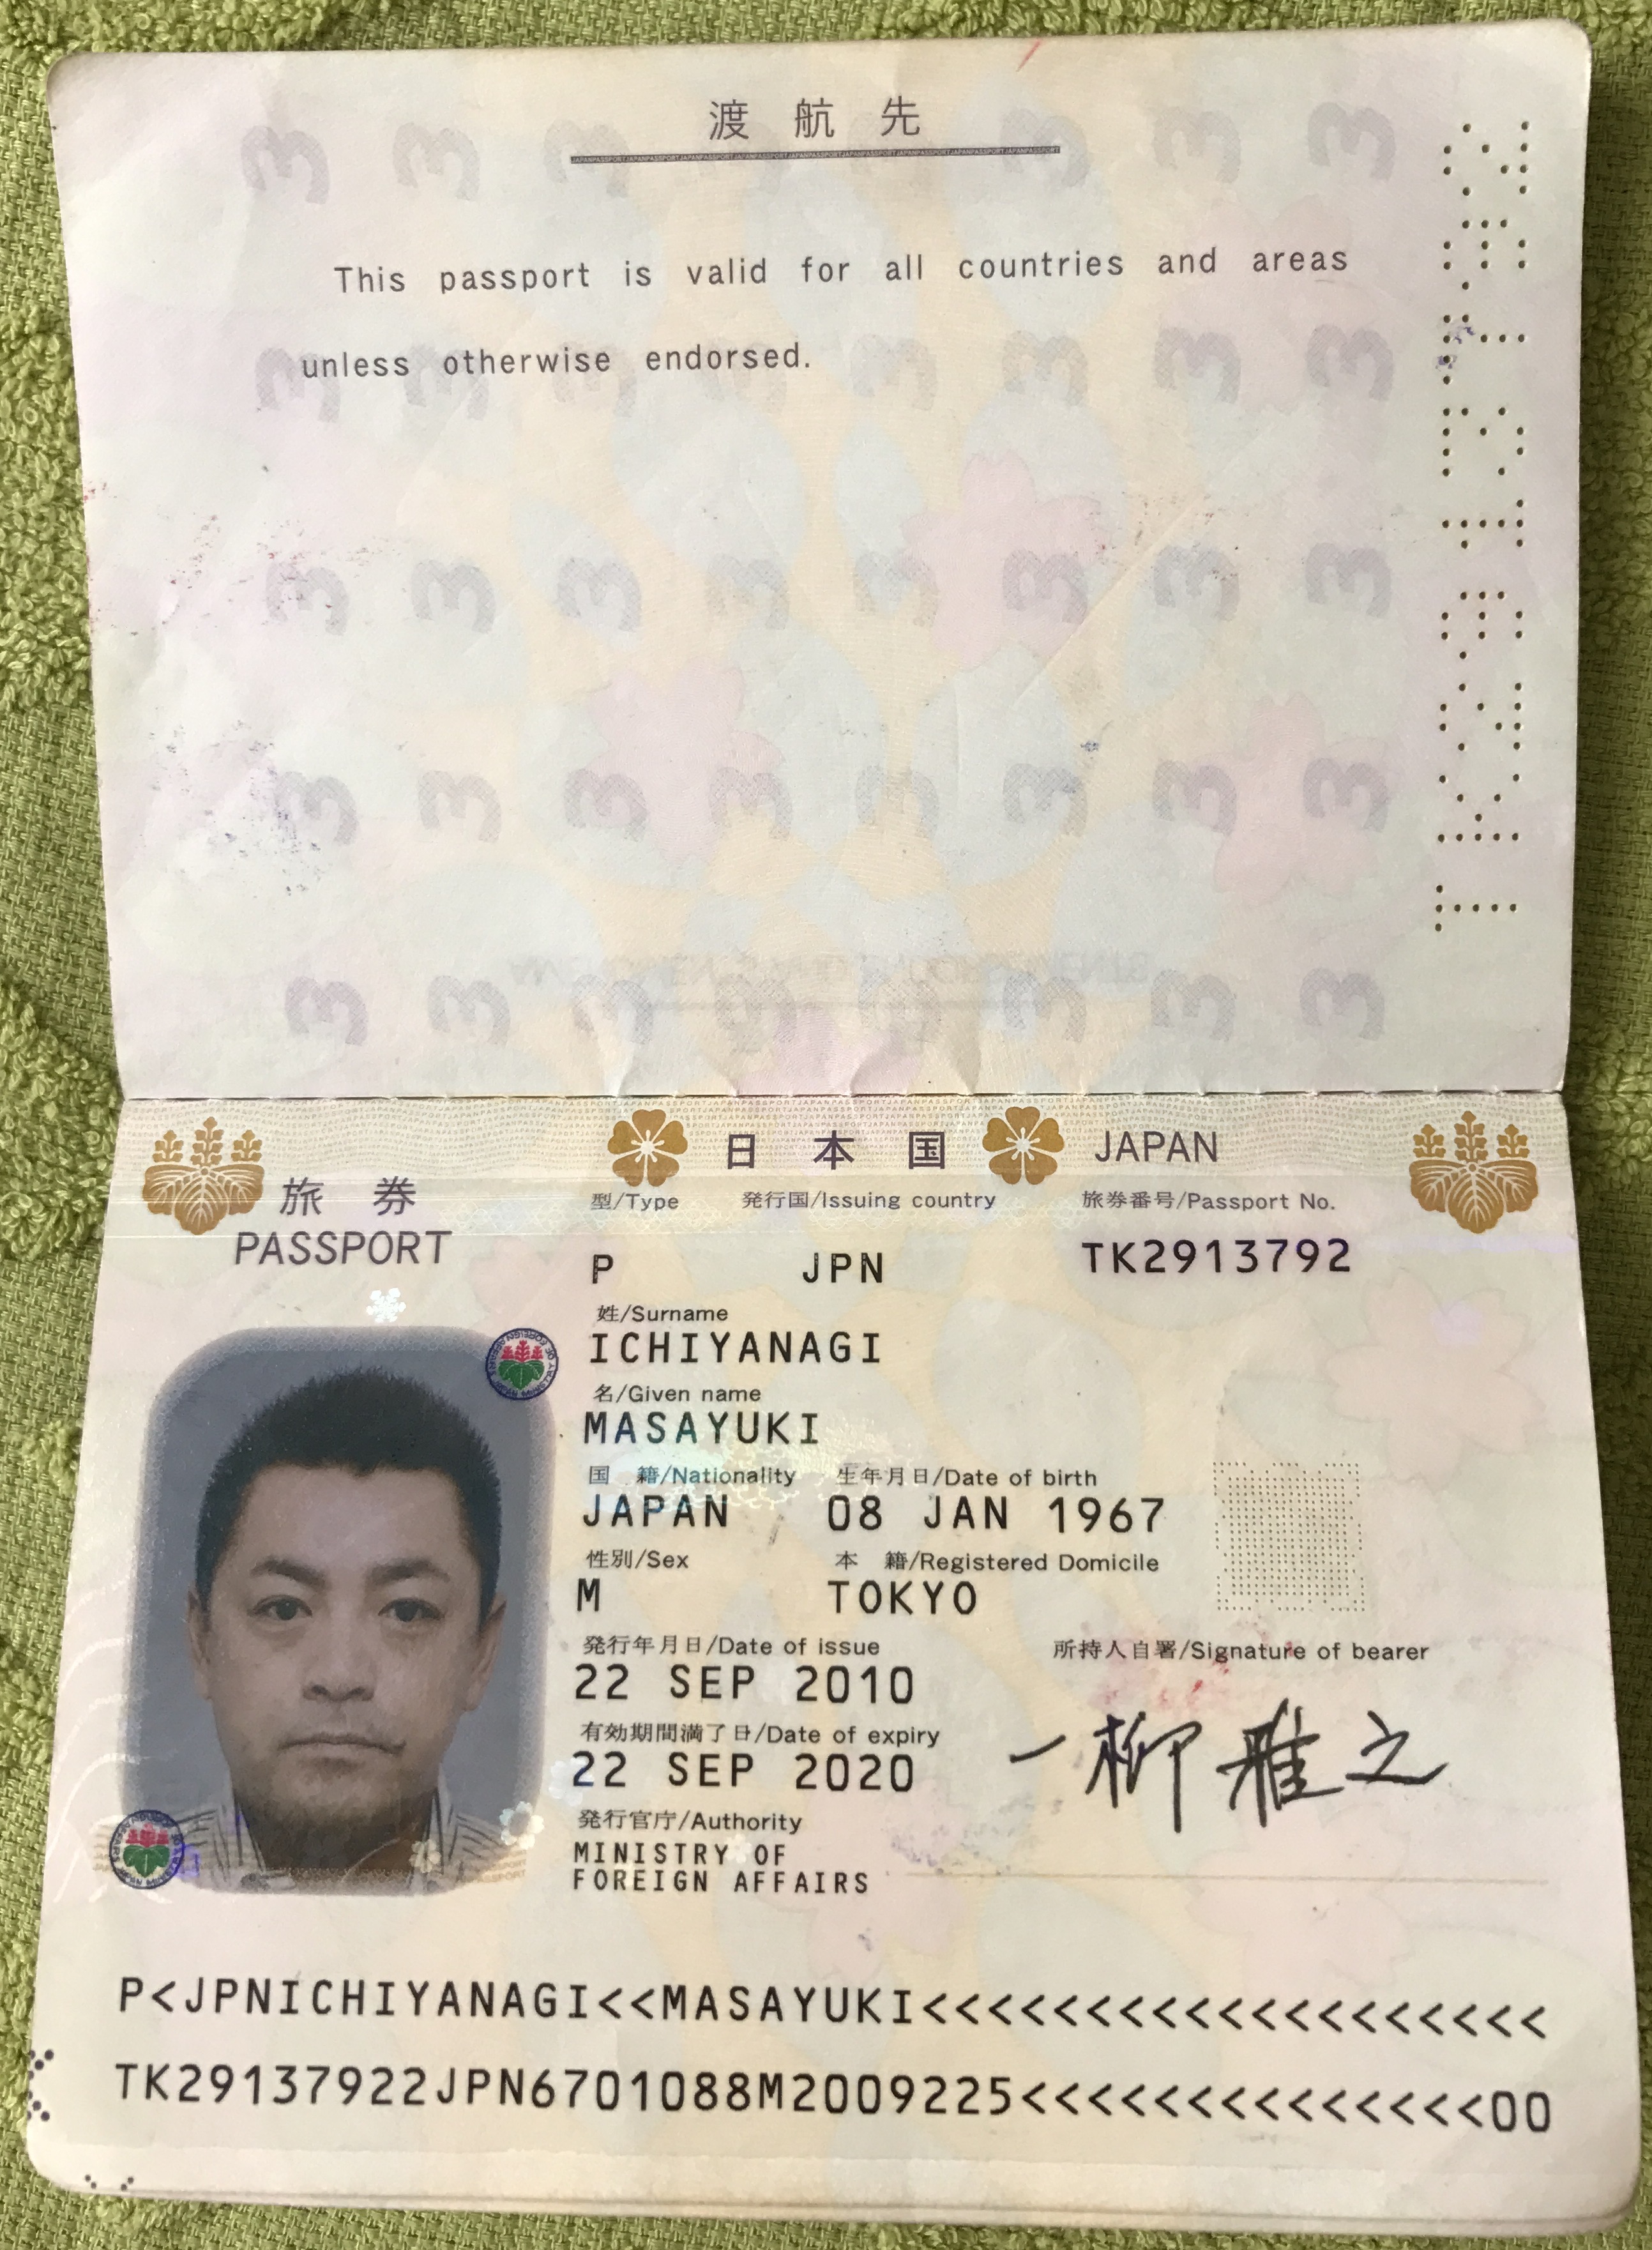 渡航先
This passport is valid for all countries and areas
unless otherwise endorsed.
旅券
PASSPORT
日本国 JAPAN
型/Type 発行国/Issuing country 旅券番号/Passport No.
P JPN TK2913792
姓/Surname
ICHIYANAGI
名/Given name
MASAYUKI
国 籍/Nationality 生年月日/Date of birth
JAPAN 08 JAN 1967
性別/Sex 本 籍/Registered Domicile
M TOKYO
発行年月日/Date of issue 所持人自署/Signature of bearer
22 SEP 2010
有効期間満了日/Date of expiry
22 SEP 2020
一柳雅之
発行官庁/Authority
MINISTRY OF
FOREIGN AFFAIRS
P<JPNICHIYANAGI<<MASAYUKI<<<<<<<<<<<<<<<<<<<
TK29137922JPN6701088M2009225<<<<<<<<<<<<<<00